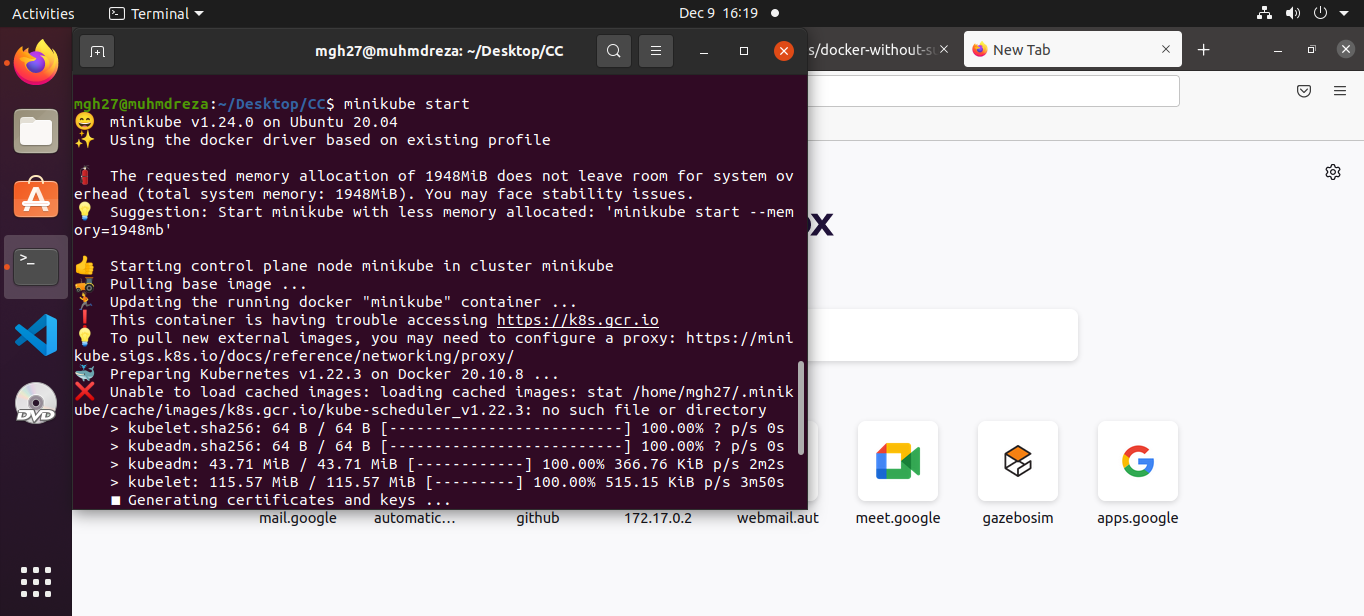 Activities
Terminal
Dec 9 16:19
mgh27@muhmdreza: ~/Desktop/CC
s/docker-without-su
New Tab
mgh27@muhmdreza:~/Desktop/CC$ minikube start
minikube v1.24.0 on Ubuntu 20.04
Using the docker driver based on existing profile
The requested memory allocation of 1948MiB does not leave room for system ov
erhead (total system memory: 1948MiB). You may face stability issues.
Suggestion: Start minikube with less memory allocated: 'minikube start --mem
ory=1948mb'
ox
Starting control plane node minikube in cluster minikube
Pulling base image ...
Updating the running docker "minikube" container ...
This container is having trouble accessing https://k8s.gcr.io
To pull new external images, you may need to configure a proxy: https://mini
kube.sigs.k8s.io/docs/reference/networking/proxy/
Preparing Kubernetes v1.22.3 on Docker 20.10.8 ...
Unable to load cached images: loading cached images: stat /home/mgh27/.minik
ube/cache/images/k8s.gcr.io/kube-scheduler_v1.22.3: no such file or directory
> kubelet.sha256: 64 B / 64 B [--------------------------] 100.00% ? p/s 0s
> kubeadm.sha256: 64 B / 64 B [--------------------------] 100.00% ? p/s 0s
> kubeadm: 43.71 MiB / 43.71 MiB [------------] 100.00% 366.76 KiB p/s 2m2s
> kubelet: 115.57 MiB / 115.57 MiB [---------] 100.00% 515.15 KiB p/s 3m50s
■ Generating certificates and keys ...
mail.google
automatic...
github
172.17.0.2
webmail.aut
meet.google
gazebosim
apps.google
DVD